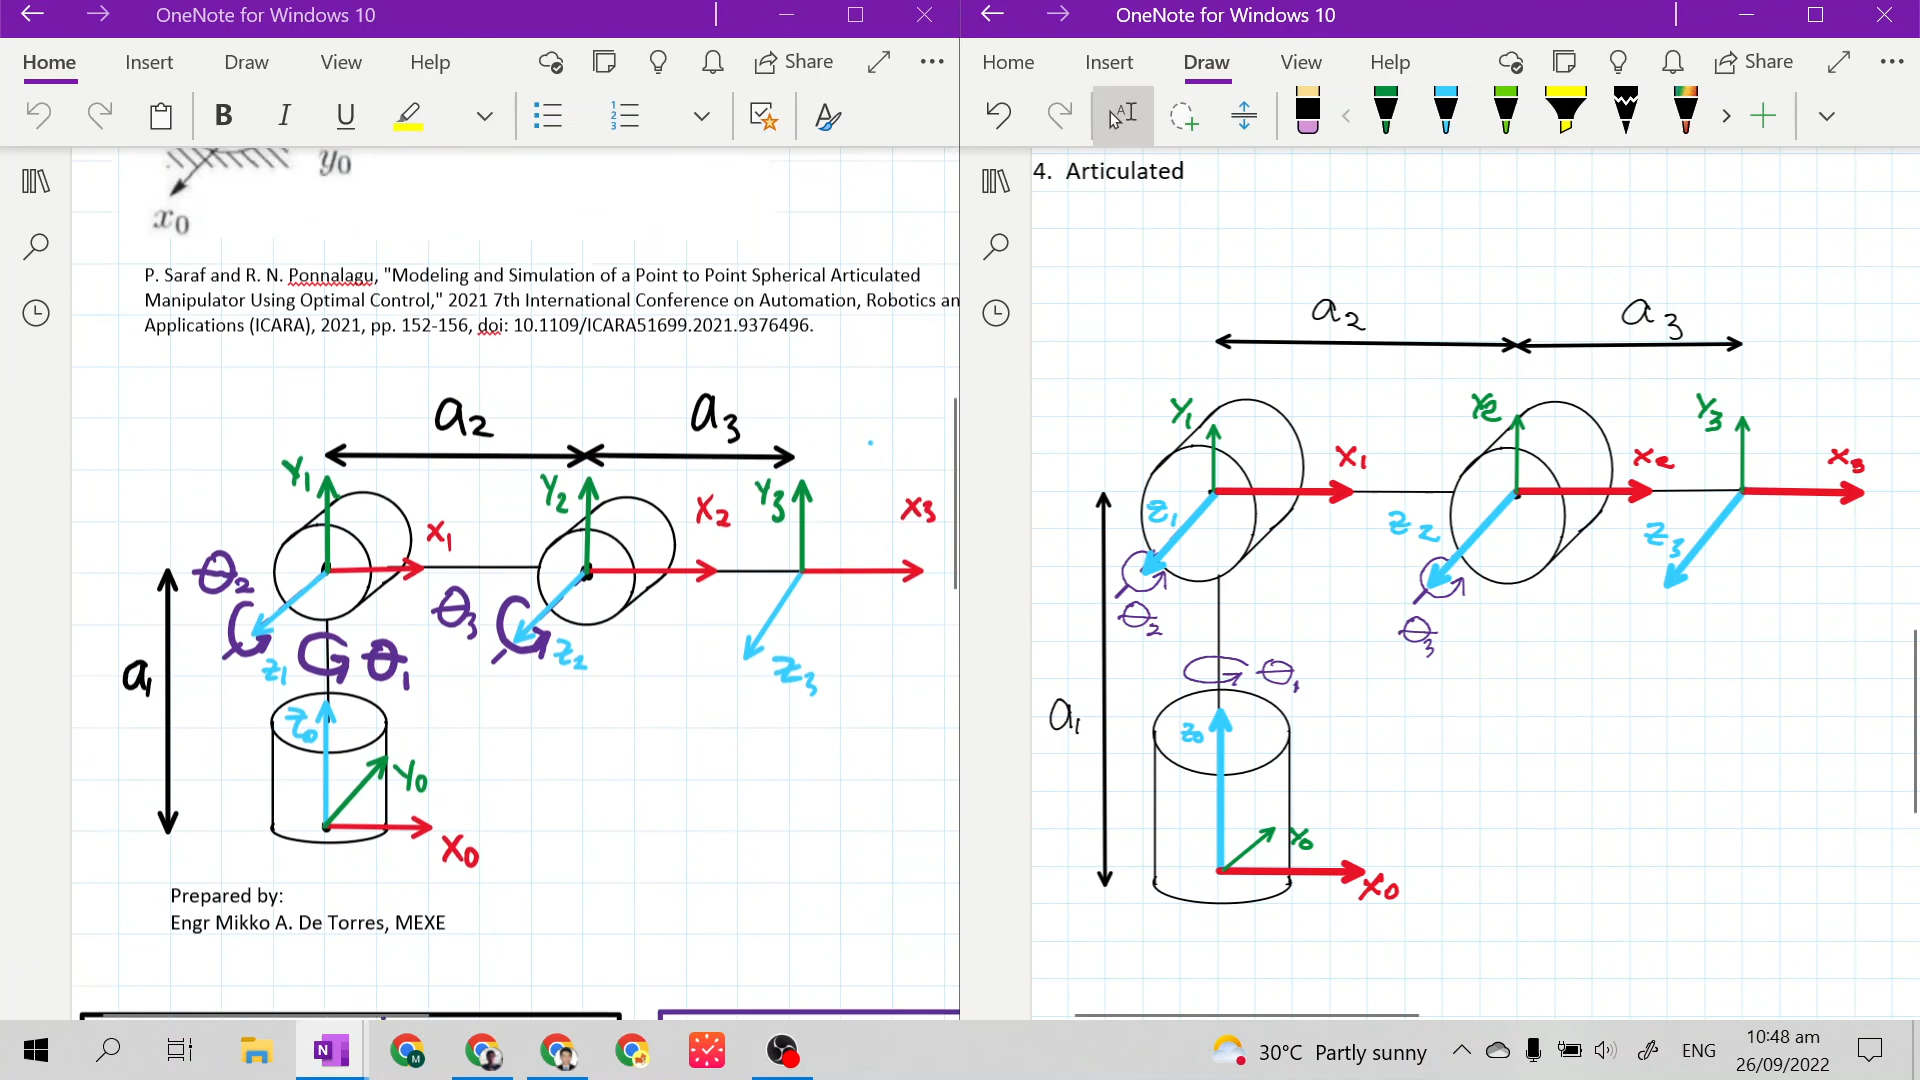 OneNote for Windows 10
Home Insert Draw View Help Share
B I U
y0
x0
P. Saraf and R. N. Ponnalagu, "Modeling and Simulation of a Point to Point Spherical Articulated
Manipulator Using Optimal Control," 2021 7th International Conference on Automation, Robotics an
Applications (ICARA), 2021, pp. 152-156, doi: 10.1109/ICARA51699.2021.9376496.
a2 a3
Y1 Y2 X2 Y3 X3
X1
θ2 θ3
Z1 θ1 Z2 Z3
a1
Z0
Y0
X0
Prepared by:
Engr Mikko A. De Torres, MEXE
OneNote for Windows 10
Home Insert Draw View Help Share
4. Articulated
a2 a3
Y1 Y2 Y3
X1 X2 X3
Z1 Z2 Z3
θ2 θ3
θ1
a1
Z0
Y0
X0
30°C Partly sunny ENG 10:48 am
26/09/2022